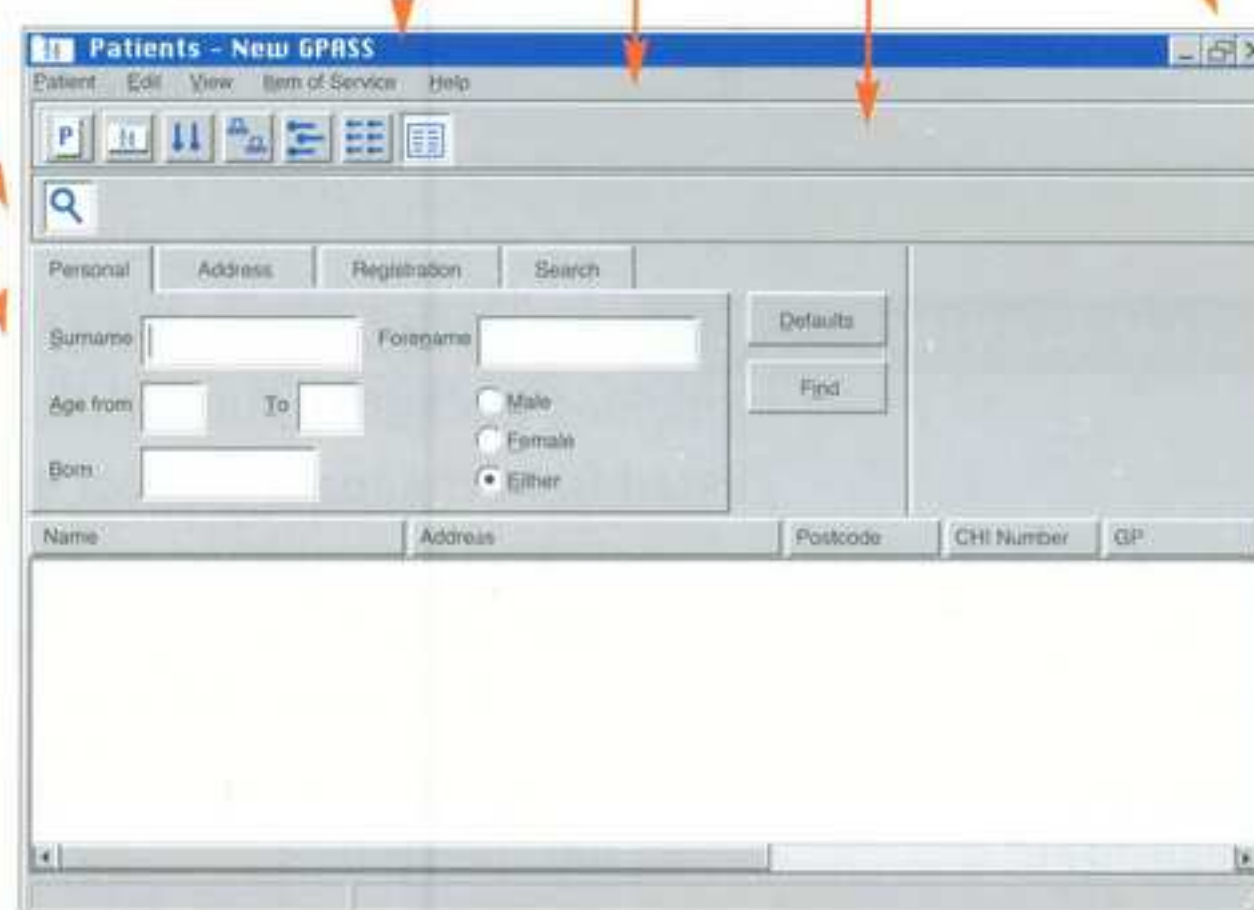 Patients - New GPASS
Patient Edit View Item of Service Help
P
Personal Address Registration Search
Surname Forename Defaults
Age from To Male Find
Female
Born Either
Name Address Postcode CHI Number GP